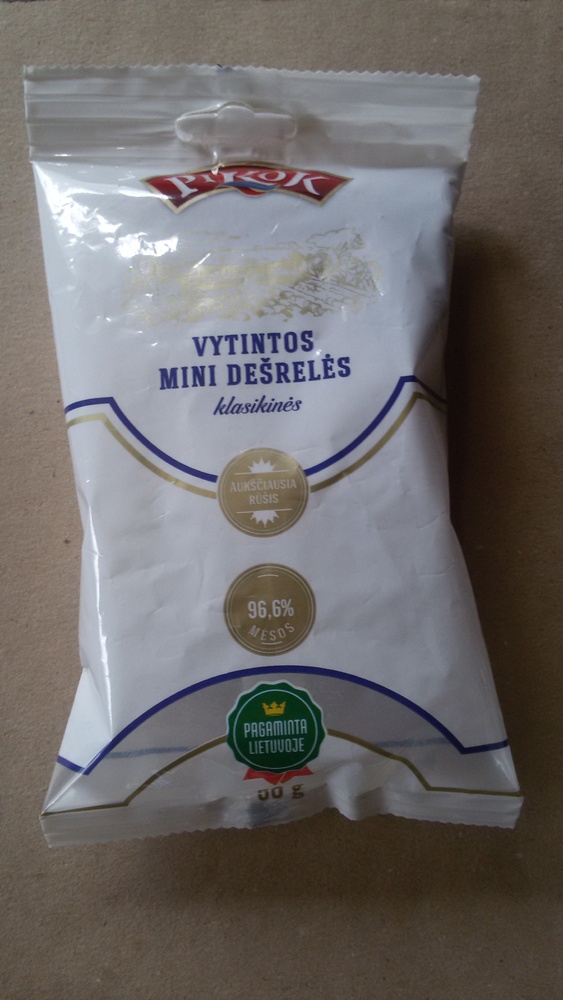 PIKOK
VYTINTOS
MINI DEŠRELĖS
klasikinės
AUKŠČIAUSIA
RŪŠIS
96,6%
MĖSOS
PAGAMINTA
LIETUVOJE
g